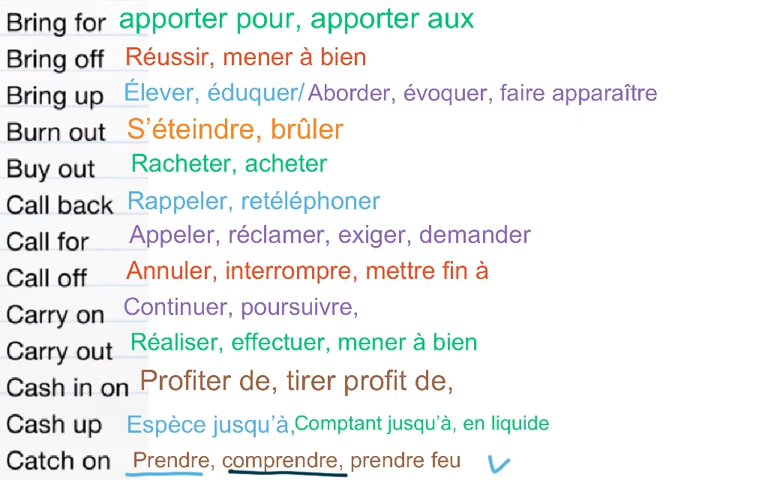 Bring for apporter pour, apporter aux
Bring off Réussir, mener à bien
Bring up Élever, éduquer/Aborder, évoquer, faire apparaître
Burn out S'éteindre, brûler
Buy out Racheter, acheter
Call back Rappeler, retéléphoner
Call for Appeler, réclamer, exiger, demander
Call off Annuler, interrompre, mettre fin à
Carry on Continuer, poursuivre,
Carry out Réaliser, effectuer, mener à bien
Cash in on Profiter de, tirer profit de,
Cash up Espèce jusqu'à,Comptant jusqu'à, en liquide
Catch on Prendre, comprendre, prendre feu